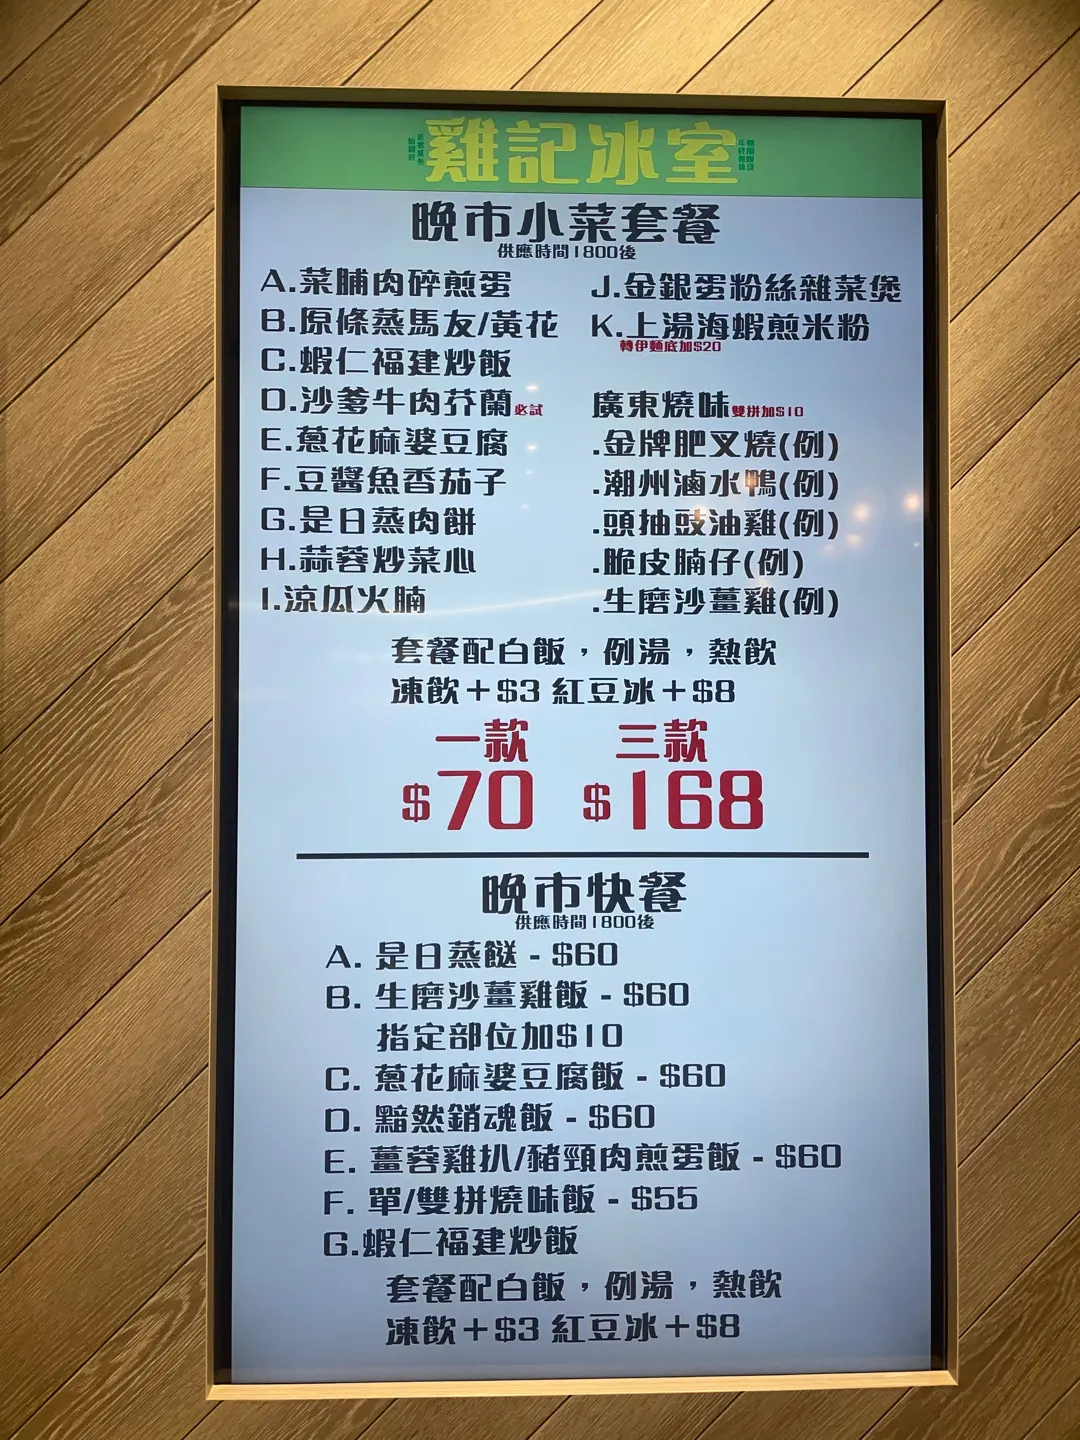 雞記冰室
晚市小菜套餐
供應時間1800後
A.菜脯肉碎煎蛋
B.原條蒸馬友/黃花
C.蝦仁福建炒飯
D.沙爹牛肉芥蘭必試
E.蔥花麻婆豆腐
F.豆醬魚香茄子
G.是日蒸肉餅
H.蒜蓉炒菜心
I.涼瓜火腩
J.金銀蛋粉絲雜菜煲
K.上湯海蝦煎米粉
轉伊麵底加$20
廣東燒味雙拼加$10
.金牌肥叉燒(例)
.潮州滷水鴨(例)
.頭抽豉油雞(例)
.脆皮腩仔(例)
.生磨沙薑雞(例)
套餐配白飯，例湯，熱飲
凍飲+$3 紅豆冰+$8
一款 三款
$70 $168
晚市快餐
供應時間1800後
A. 是日蒸餸 - $60
B. 生磨沙薑雞飯 - $60
指定部位加$10
C. 蔥花麻婆豆腐飯 - $60
D. 黯然銷魂飯 - $60
E. 薑蓉雞扒/豬頸肉煎蛋飯 - $60
F. 單/雙拼燒味飯 - $55
G.蝦仁福建炒飯
套餐配白飯，例湯，熱飲
凍飲+$3 紅豆冰+$8